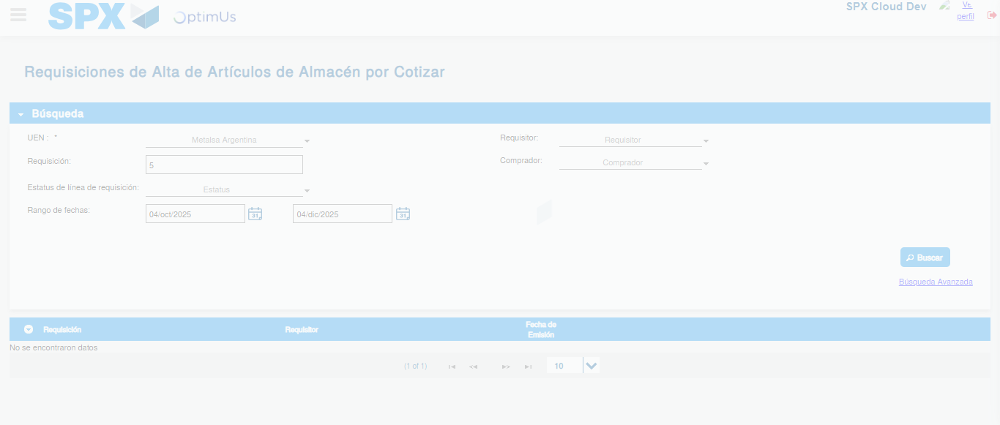 SPX OptimUs
SPX Cloud Dev
perfil
Requisiciones de Alta de Artículos de Almacén por Cotizar
Búsqueda
UEN : * Metalsa Argentina
Requisitor: Requisitor
Requisición: 5
Comprador: Comprador
Estatus de línea de requisición: Estatus
Rango de fechas: 04/oct/2025 31 04/dic/2025 31
Buscar
Búsqueda Avanzada
Requisición Requisitor Fecha de
Emisión
No se encontraron datos
(1 of 1) 10